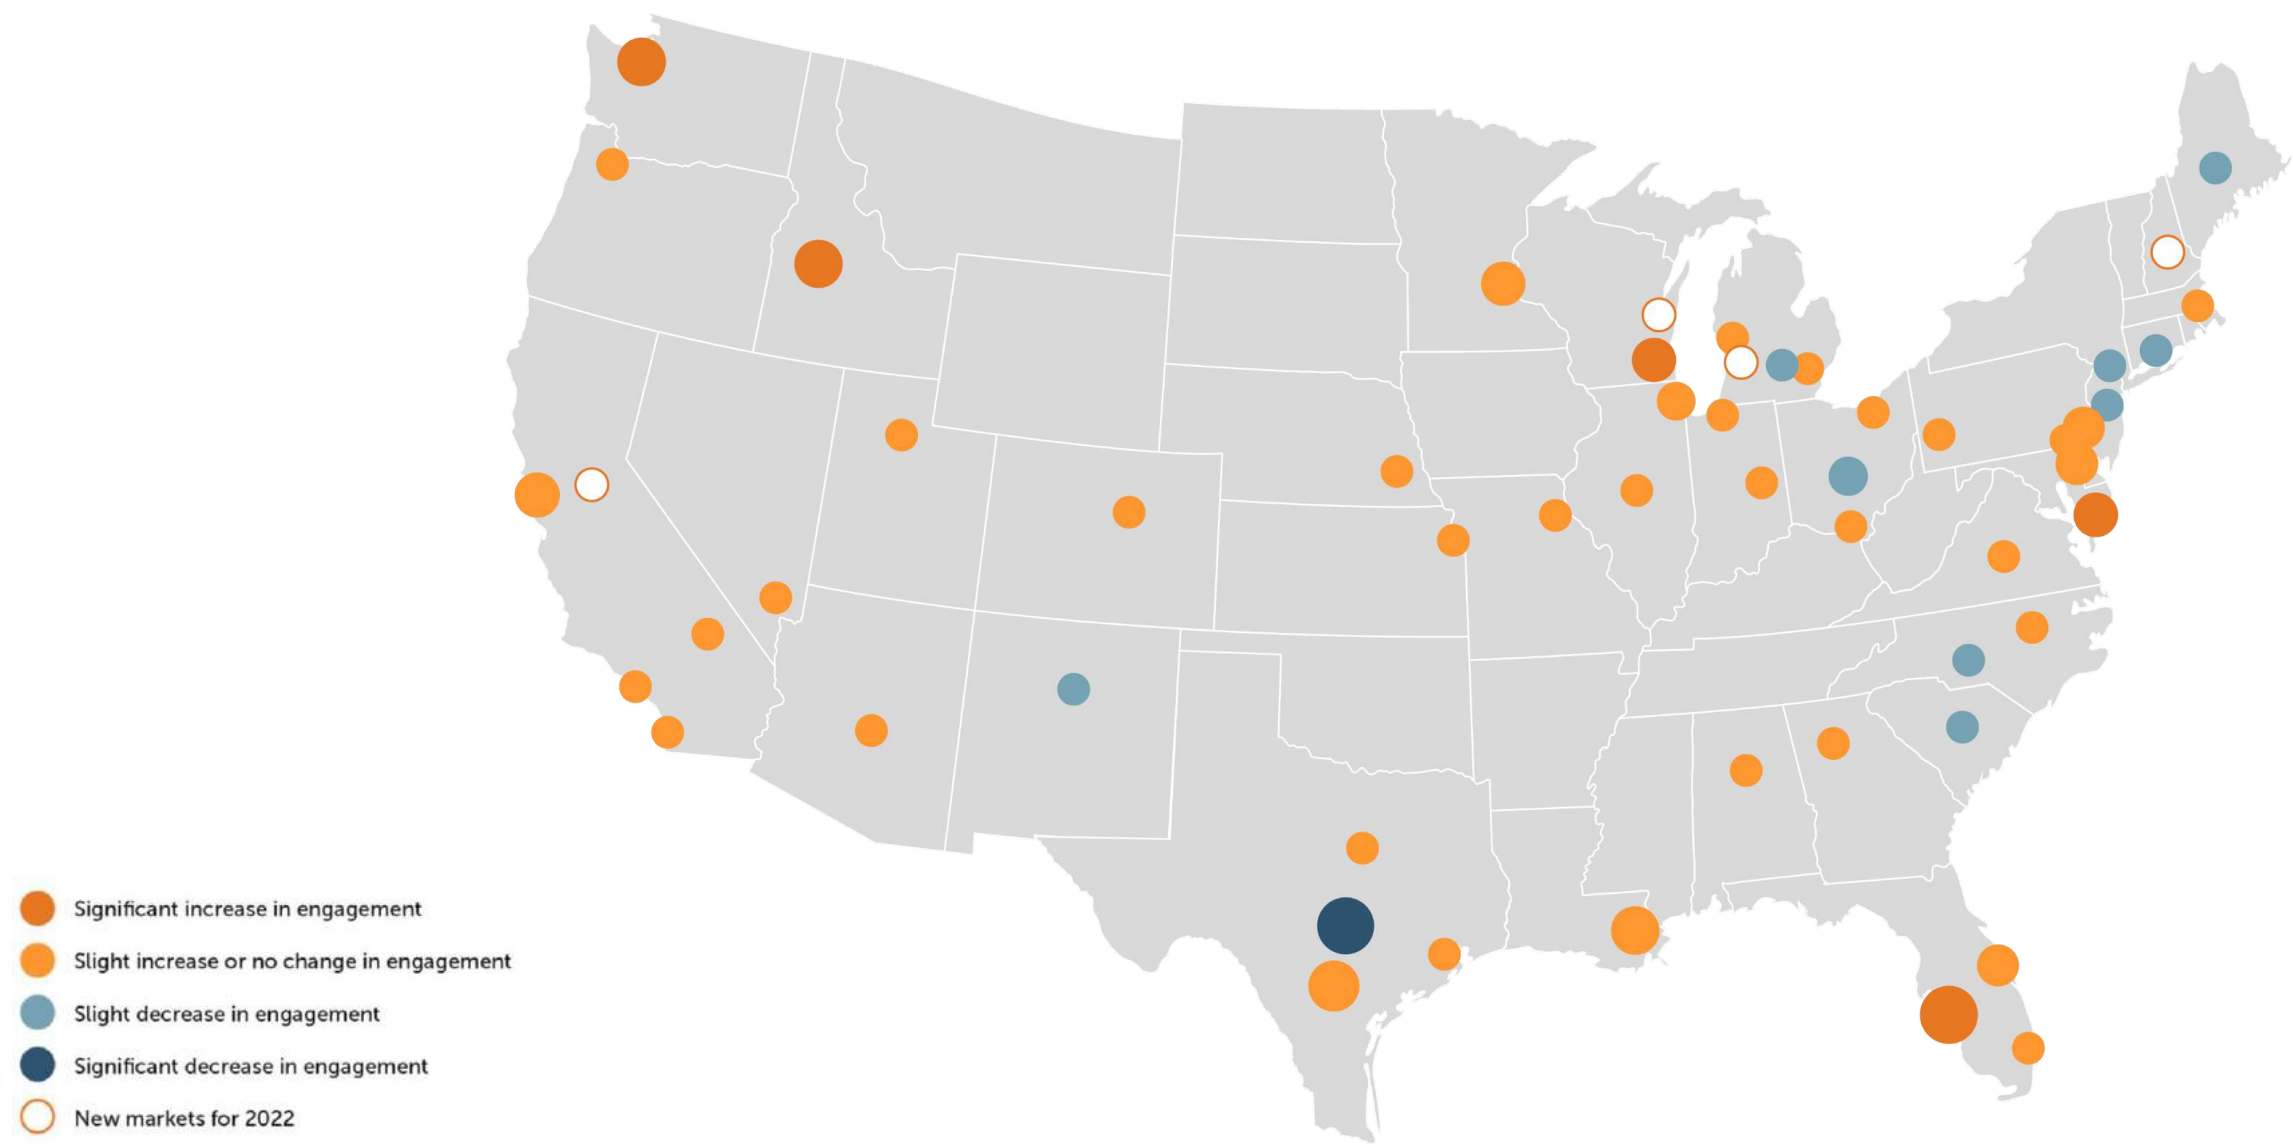 Significant increase in engagement
Slight increase or no change in engagement
Slight decrease in engagement
Significant decrease in engagement
New markets for 2022